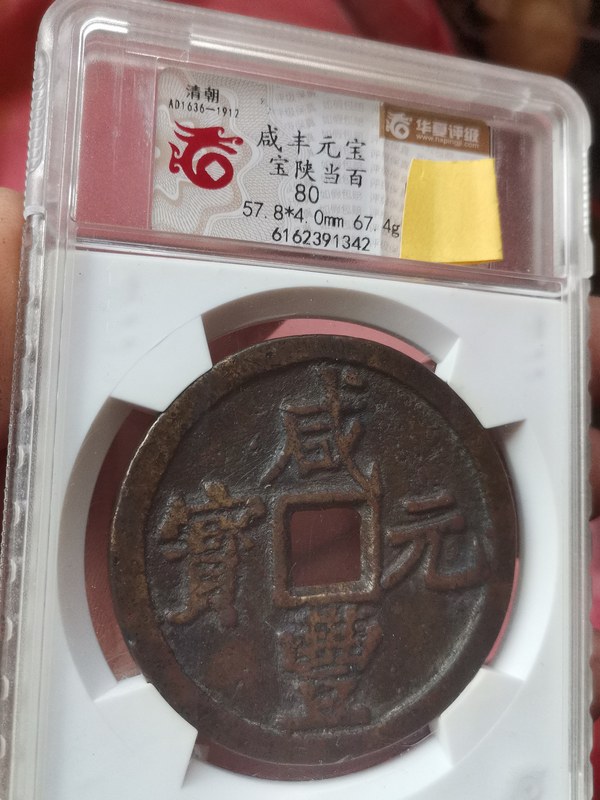 清朝
AD1636—1912
华夏评级
咸丰元宝
宝陕当百
80
57.8*4.0mm 67.4g
6162391342
咸
元
豐
寶